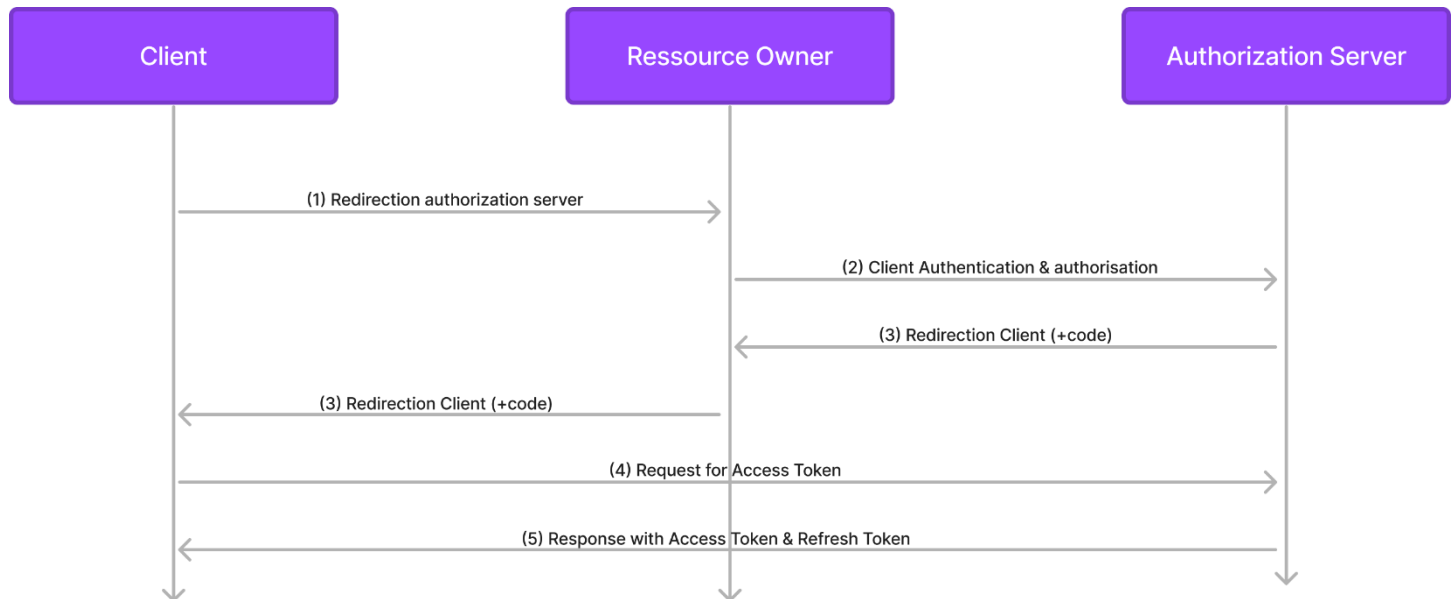 Client
Ressource Owner
Authorization Server
(1) Redirection authorization server
(2) Client Authentication & authorisation
(3) Redirection Client (+code)
(3) Redirection Client (+code)
(4) Request for Access Token
(5) Response with Access Token & Refresh Token